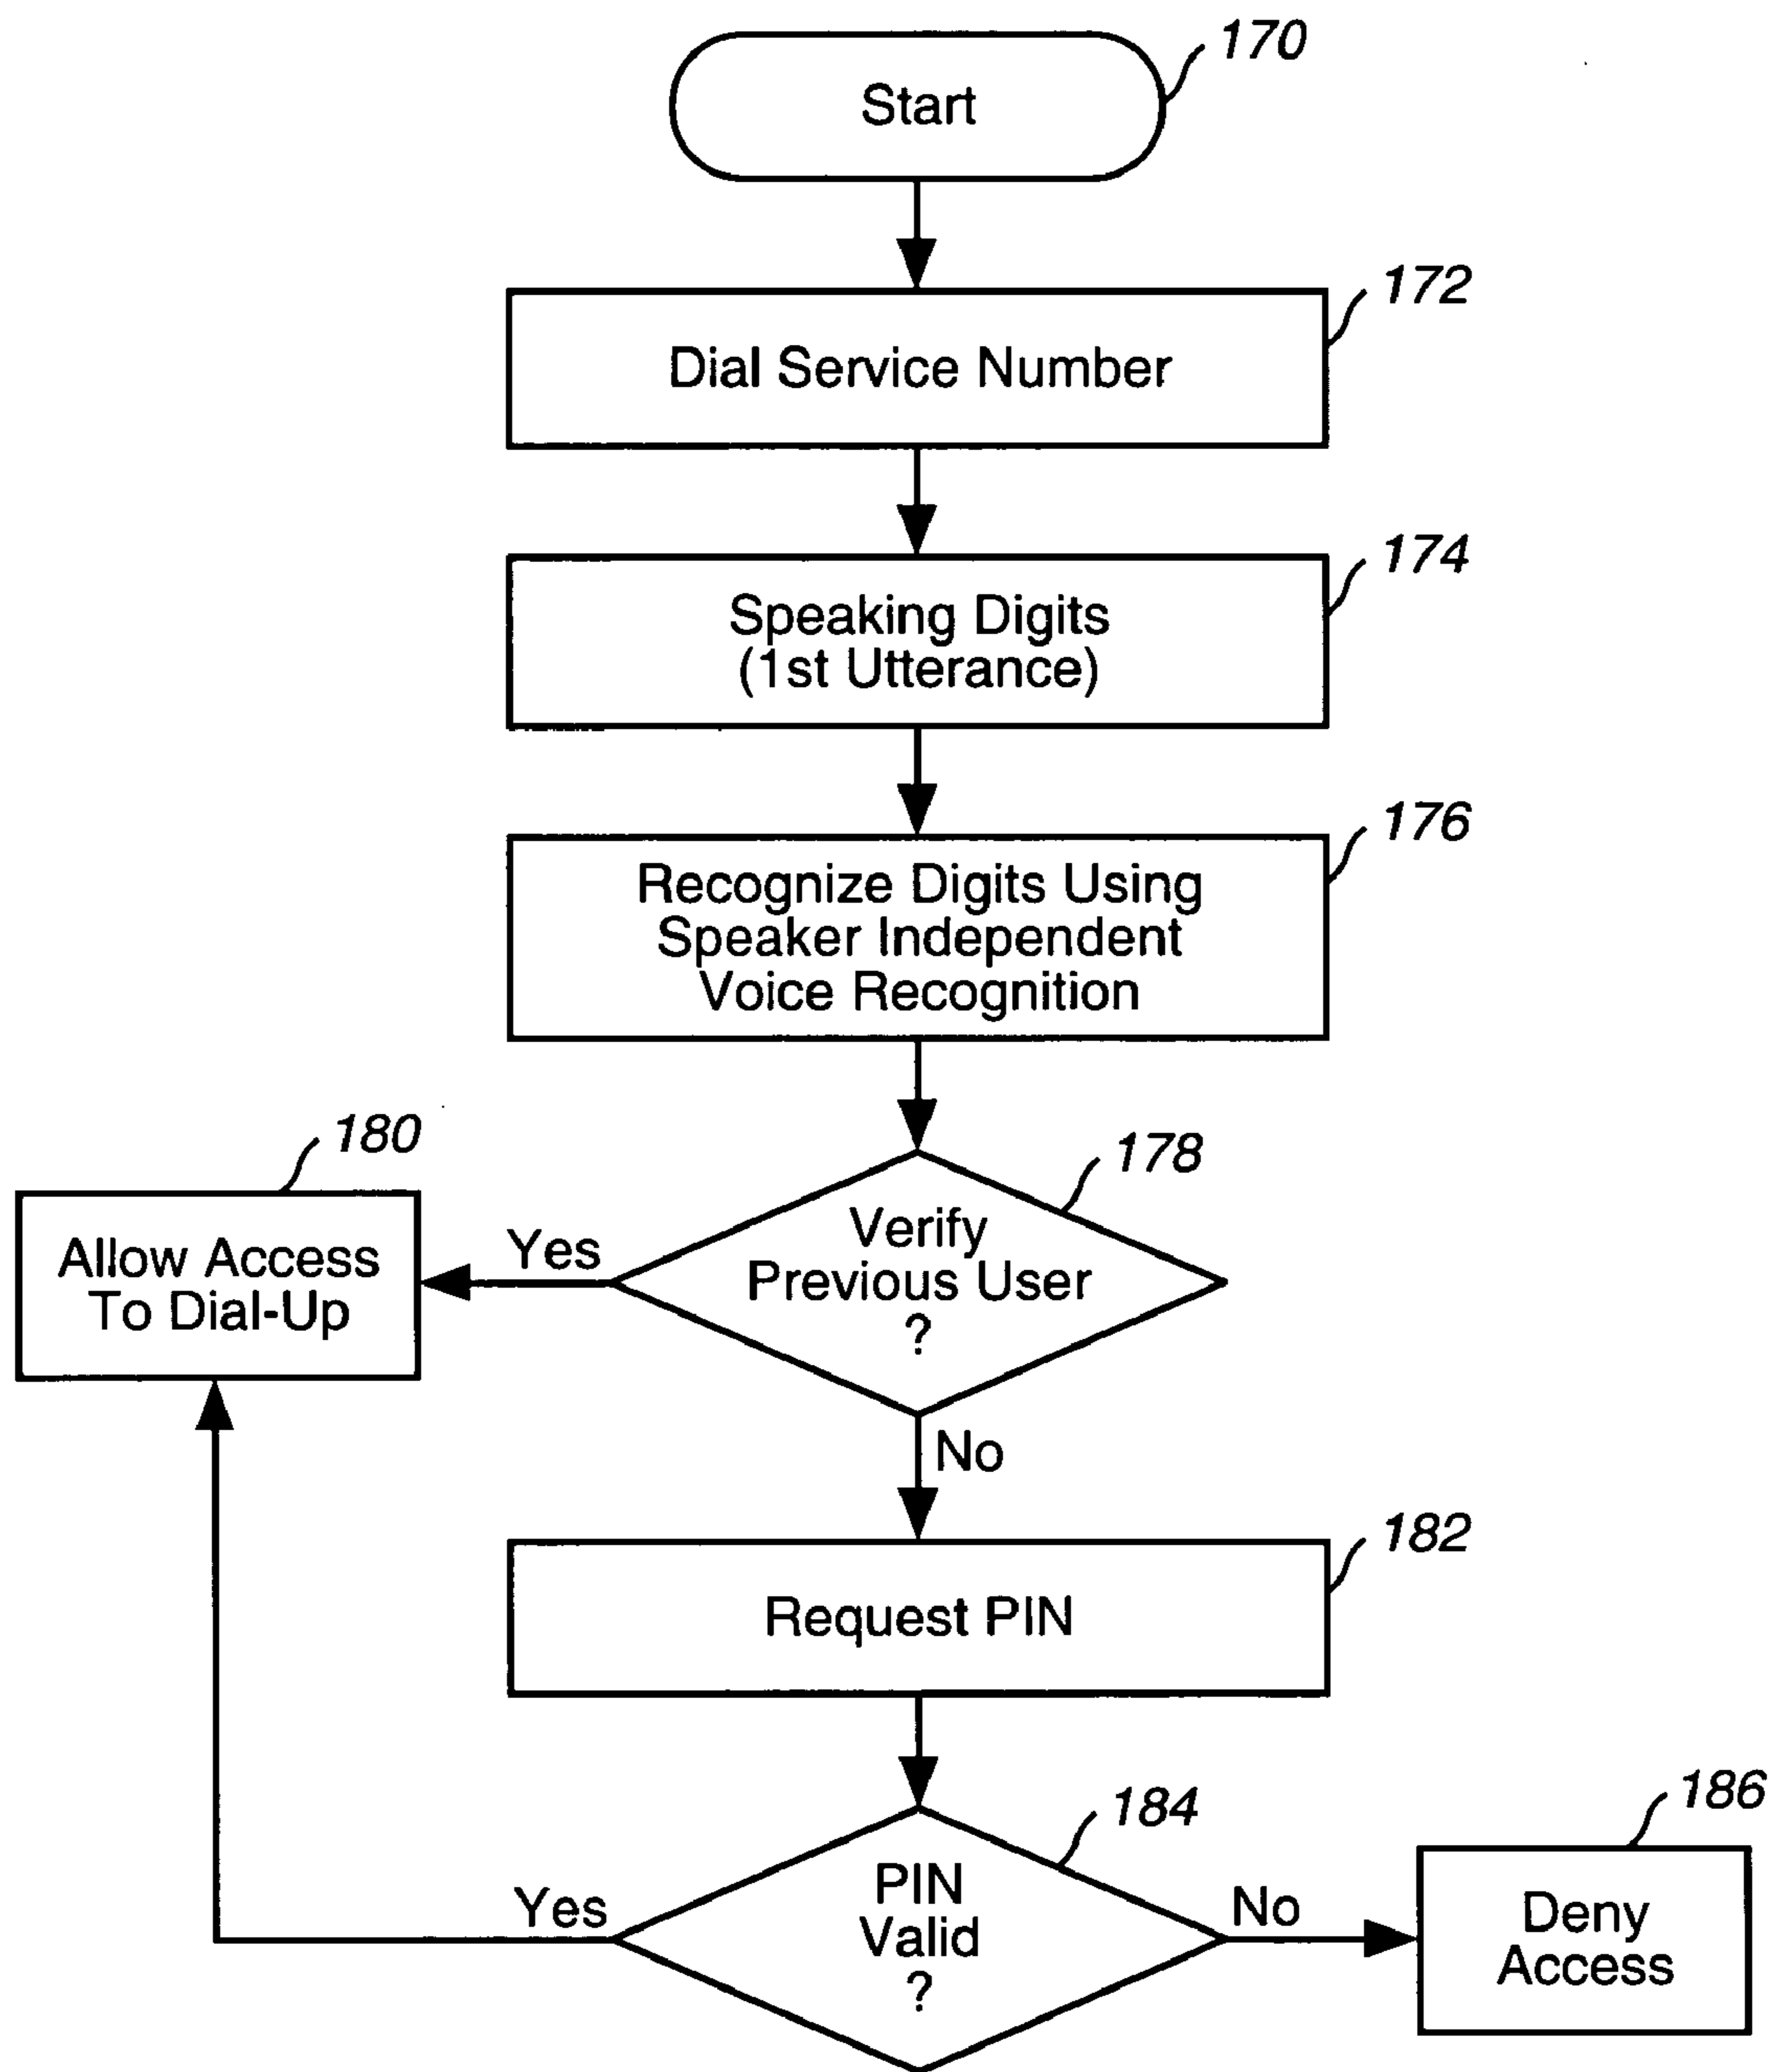 170
Start
172
Dial Service Number
174
Speaking Digits
(1st Utterance)
176
Recognize Digits Using
Speaker Independent
Voice Recognition
180
178
Allow Access
To Dial-Up
Yes
Verify
Previous User
?
No
182
Request PIN
184
186
Yes
PIN
Valid
?
No
Deny
Access